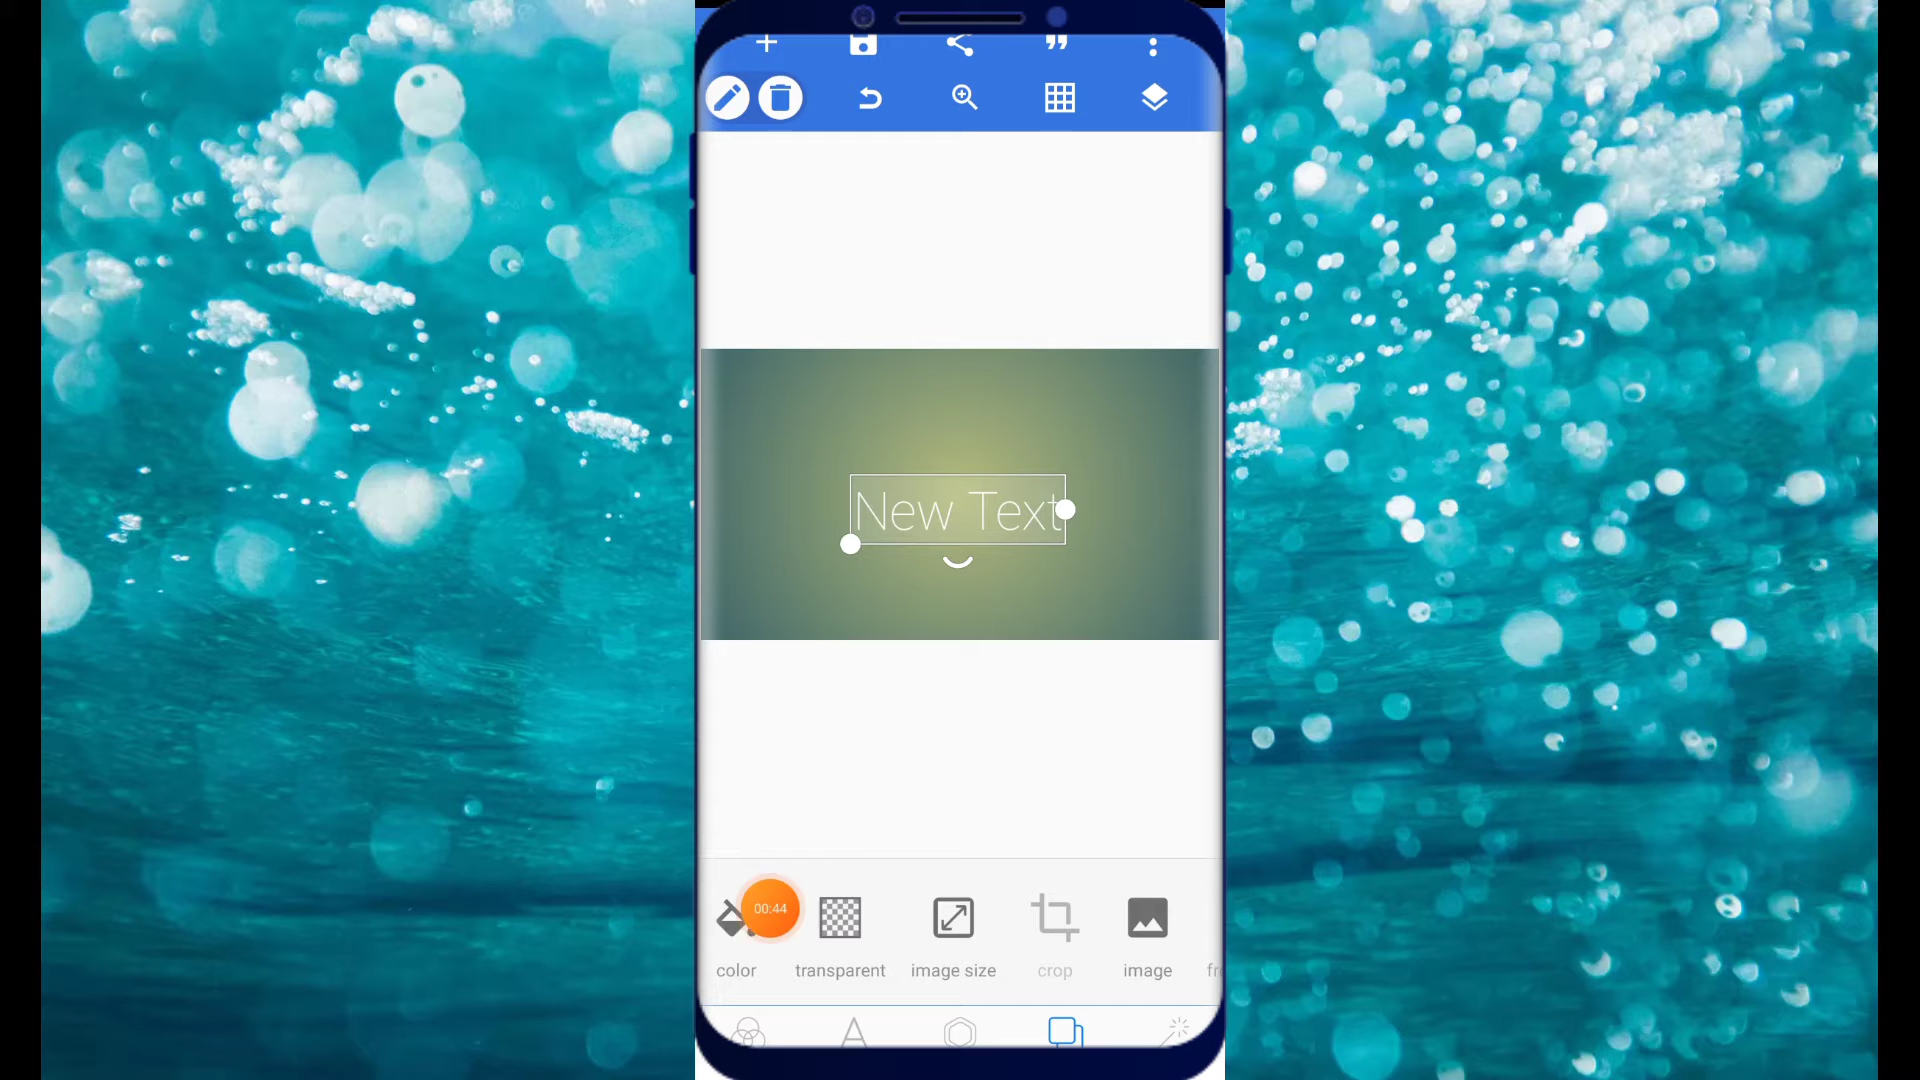 New Text
00:44
color
transparent
image size
crop
image